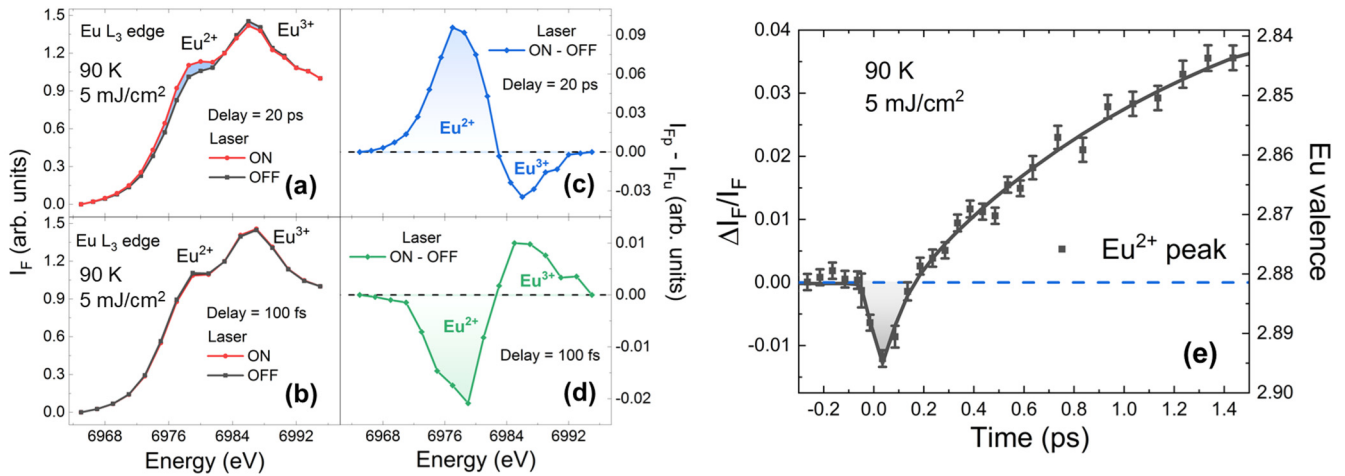 Eu L₃ edge
Eu²⁺
Eu³⁺
90 K
5 mJ/cm²
Delay = 20 ps
Laser
ON
OFF
(a)
1.5
1.2
0.9
0.6
0.3
0.0
Laser
ON - OFF
Delay = 20 ps
Eu²⁺
Eu³⁺
(c)
0.09
0.06
0.03
0.00
-0.03
Eu L₃ edge
Eu²⁺
Eu³⁺
90 K
5 mJ/cm²
Delay = 100 fs
Laser
ON
OFF
(b)
1.5
1.2
0.9
0.6
0.3
0.0
I_F (arb. units)
6968 6976 6984 6992
Energy (eV)
Laser
ON - OFF
Eu³⁺
Eu²⁺
Delay = 100 fs
(d)
0.01
0.00
-0.01
-0.02
I_Fp - I_Fu (arb. units)
6968 6976 6984 6992
Energy (eV)
90 K
5 mJ/cm²
Eu²⁺ peak
(e)
0.04
0.03
0.02
0.01
0.00
-0.01
ΔI_F/I_F
2.84
2.85
2.86
2.87
2.88
2.89
2.90
Eu valence
-0.2 0.0 0.2 0.4 0.6 0.8 1.0 1.2 1.4
Time (ps)